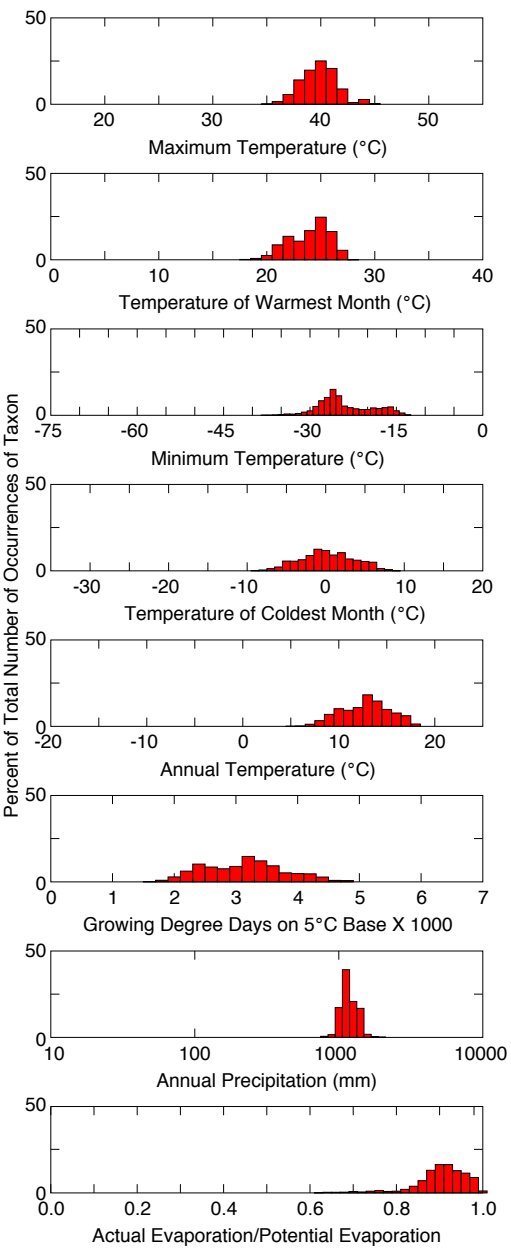 Percent of Total Number of Occurrences of Taxon
50
0
20 30 40 50
Maximum Temperature (°C)
50
0
0 10 20 30 40
Temperature of Warmest Month (°C)
50
0
-75 -60 -45 -30 -15 0
Minimum Temperature (°C)
50
0
-30 -20 -10 0 10 20
Temperature of Coldest Month (°C)
50
0
-20 -10 0 10 20
Annual Temperature (°C)
50
0
0 1 2 3 4 5 6 7
Growing Degree Days on 5°C Base X 1000
50
0
10 100 1000 10000
Annual Precipitation (mm)
50
0
0.0 0.2 0.4 0.6 0.8 1.0
Actual Evaporation/Potential Evaporation